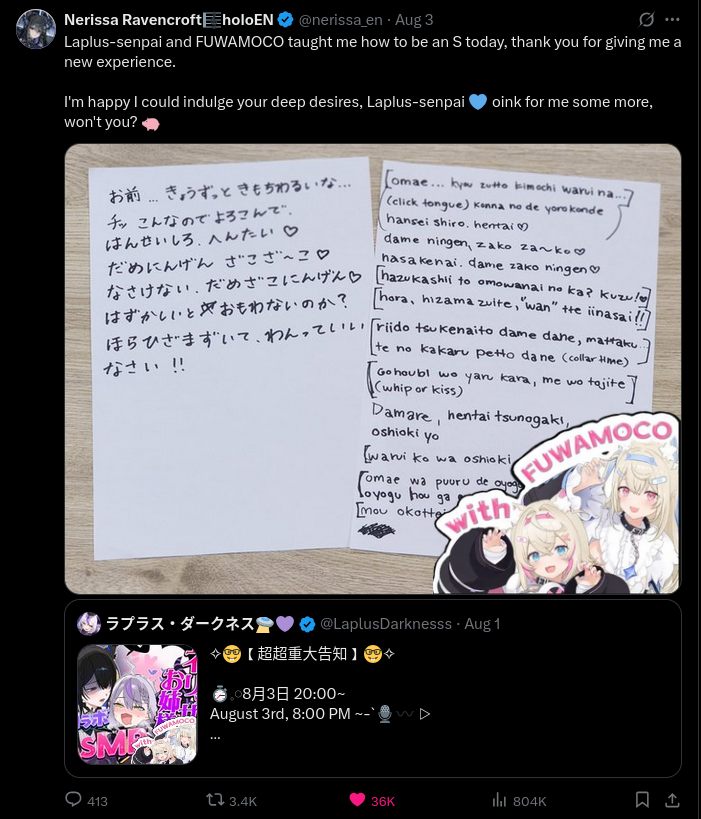 Nerissa Ravencroft🎼holoEN @nerissa_en · Aug 3
Laplus-senpai and FUWAMOCO taught me how to be an S today, thank you for giving me a
new experience.
I'm happy I could indulge your deep desires, Laplus-senpai 💙 oink for me some more,
won't you? 🐖
お前 … きょうずっと きもちわるいな…
チッ こんなのでよろこんで.
はんせいしろ. へんたい♡
だめにんげん ざこざ〜こ♡
なさけない. だめざこにんげん♡
はずかしいと おもわないのか?
ほらひざまずいて、わんっていい
なさい !!
[omae... kyou zutto kimochi warui na...]
(click tongue) konna no de yorokonde
hansei shiro. hentai♡
dame ningen, zako za~ko♡
nasakenai. dame zako ningen♡
[hazukashii to omowanai no ka? kuzu!♡]
[hora, hizama zuite, "wan" tte iinasai!!]
[riido tsukenaito dame dane, mattaku...
te no kakaru petto dane (collar time)]
[Gohoubi wo yaru kara, me wo tojite
(whip or kiss)]
Damare, hentai tsunogaki,
oshioki yo
[warui ko wa oshioki
[omae wa puuru de oyog
oyogu hou ga
[mou okotta
with FUWAMOCO
ラプラス・ダークネス🛸💜 @LaplusDarknesss · Aug 1
✧🤓【 超超重大告知 】🤓✧
⏱️8月3日 20:00~
August 3rd, 8:00 PM ~-`🎙️ 〰 ▷
...
お姉
ラボ
SM
with FUWAMOCO
413 3.4K 36K 804K